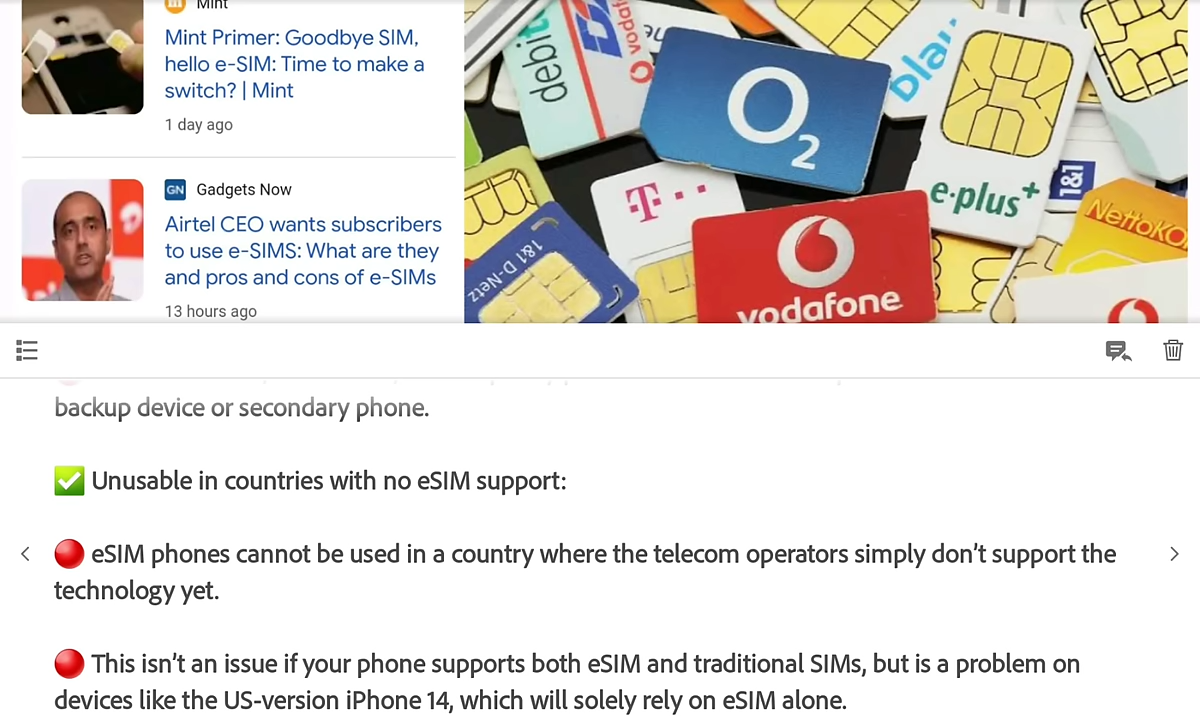 Mint
Mint Primer: Goodbye SIM,
hello e-SIM: Time to make a
switch? | Mint
1 day ago
GN Gadgets Now
Airtel CEO wants subscribers
to use e-SIMS: What are they
and pros and cons of e-SIMs
13 hours ago
debit
vodaf
O2
Blau.
T··
e·plus+
1&1
NettoKO
1&1 D-Netz
vodafone
backup device or secondary phone.
✅ Unusable in countries with no eSIM support:
🔴 eSIM phones cannot be used in a country where the telecom operators simply don’t support the
technology yet.
🔴 This isn’t an issue if your phone supports both eSIM and traditional SIMs, but is a problem on
devices like the US-version iPhone 14, which will solely rely on eSIM alone.